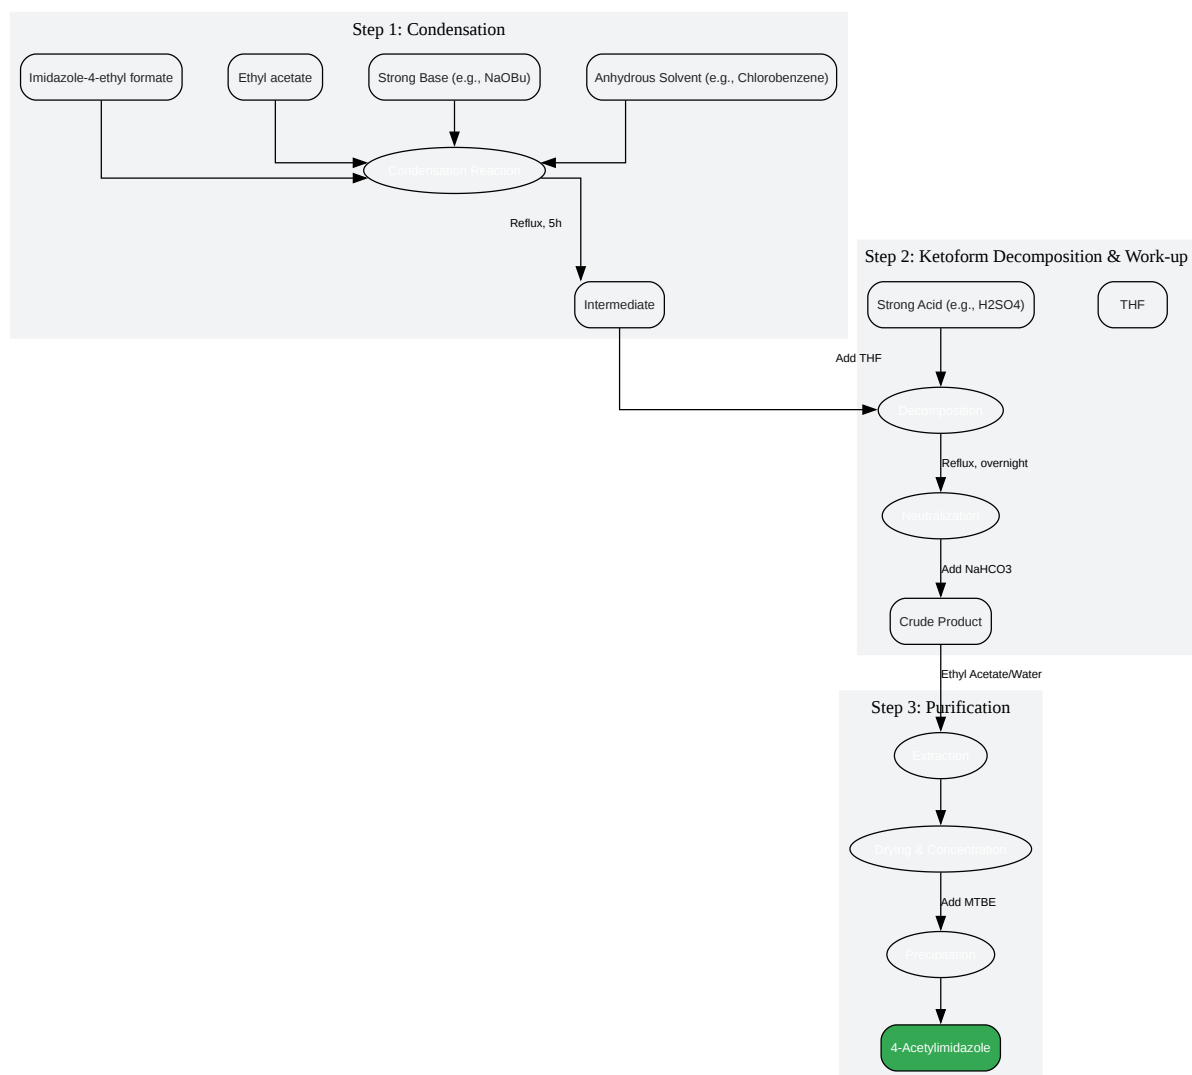 Step 1: Condensation
Imidazole-4-ethyl formate
Ethyl acetate
Strong Base (e.g., NaOBu)
Anhydrous Solvent (e.g., Chlorobenzene)
Condensation Reaction
Reflux, 5h
Intermediate
Step 2: Ketoform Decomposition & Work-up
Strong Acid (e.g., H2SO4)
THF
Add THF
Decomposition
Reflux, overnight
Neutralization
Add NaHCO3
Crude Product
Ethyl Acetate/Water
Step 3: Purification
Extraction
Drying & Concentration
Add MTBE
Precipitation
4-Acetylimidazole